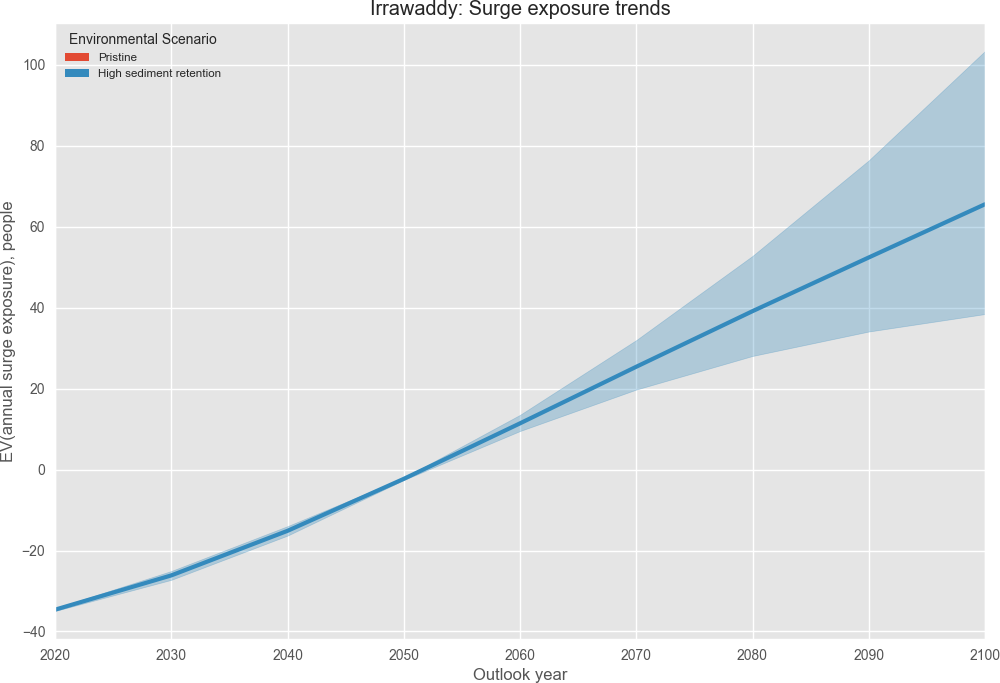 Irrawaddy: Surge exposure trends
Environmental Scenario
Pristine
High sediment retention
EV(annual surge exposure), people
100
80
60
40
20
0
−20
−40
2020 2030 2040 2050 2060 2070 2080 2090 2100
Outlook year